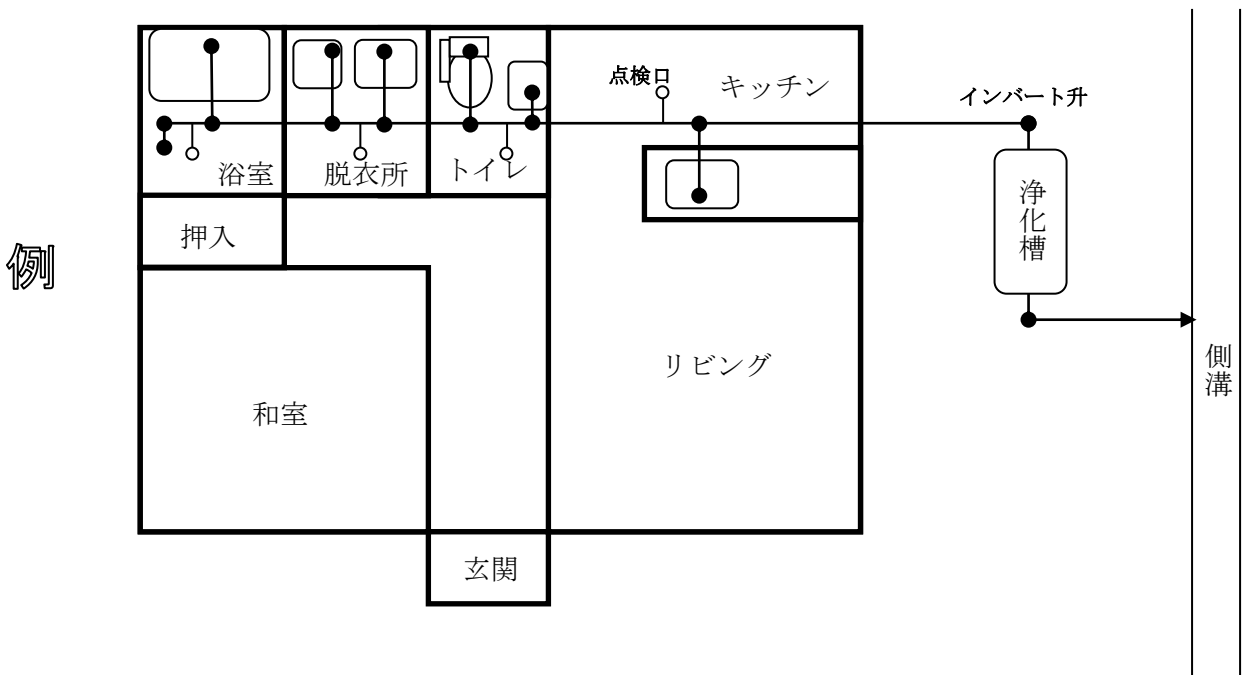 点検口
キッチン
インバート升
浴室
脱衣所
トイレ
浄化槽
押入
例
リビング
側溝
和室
玄関